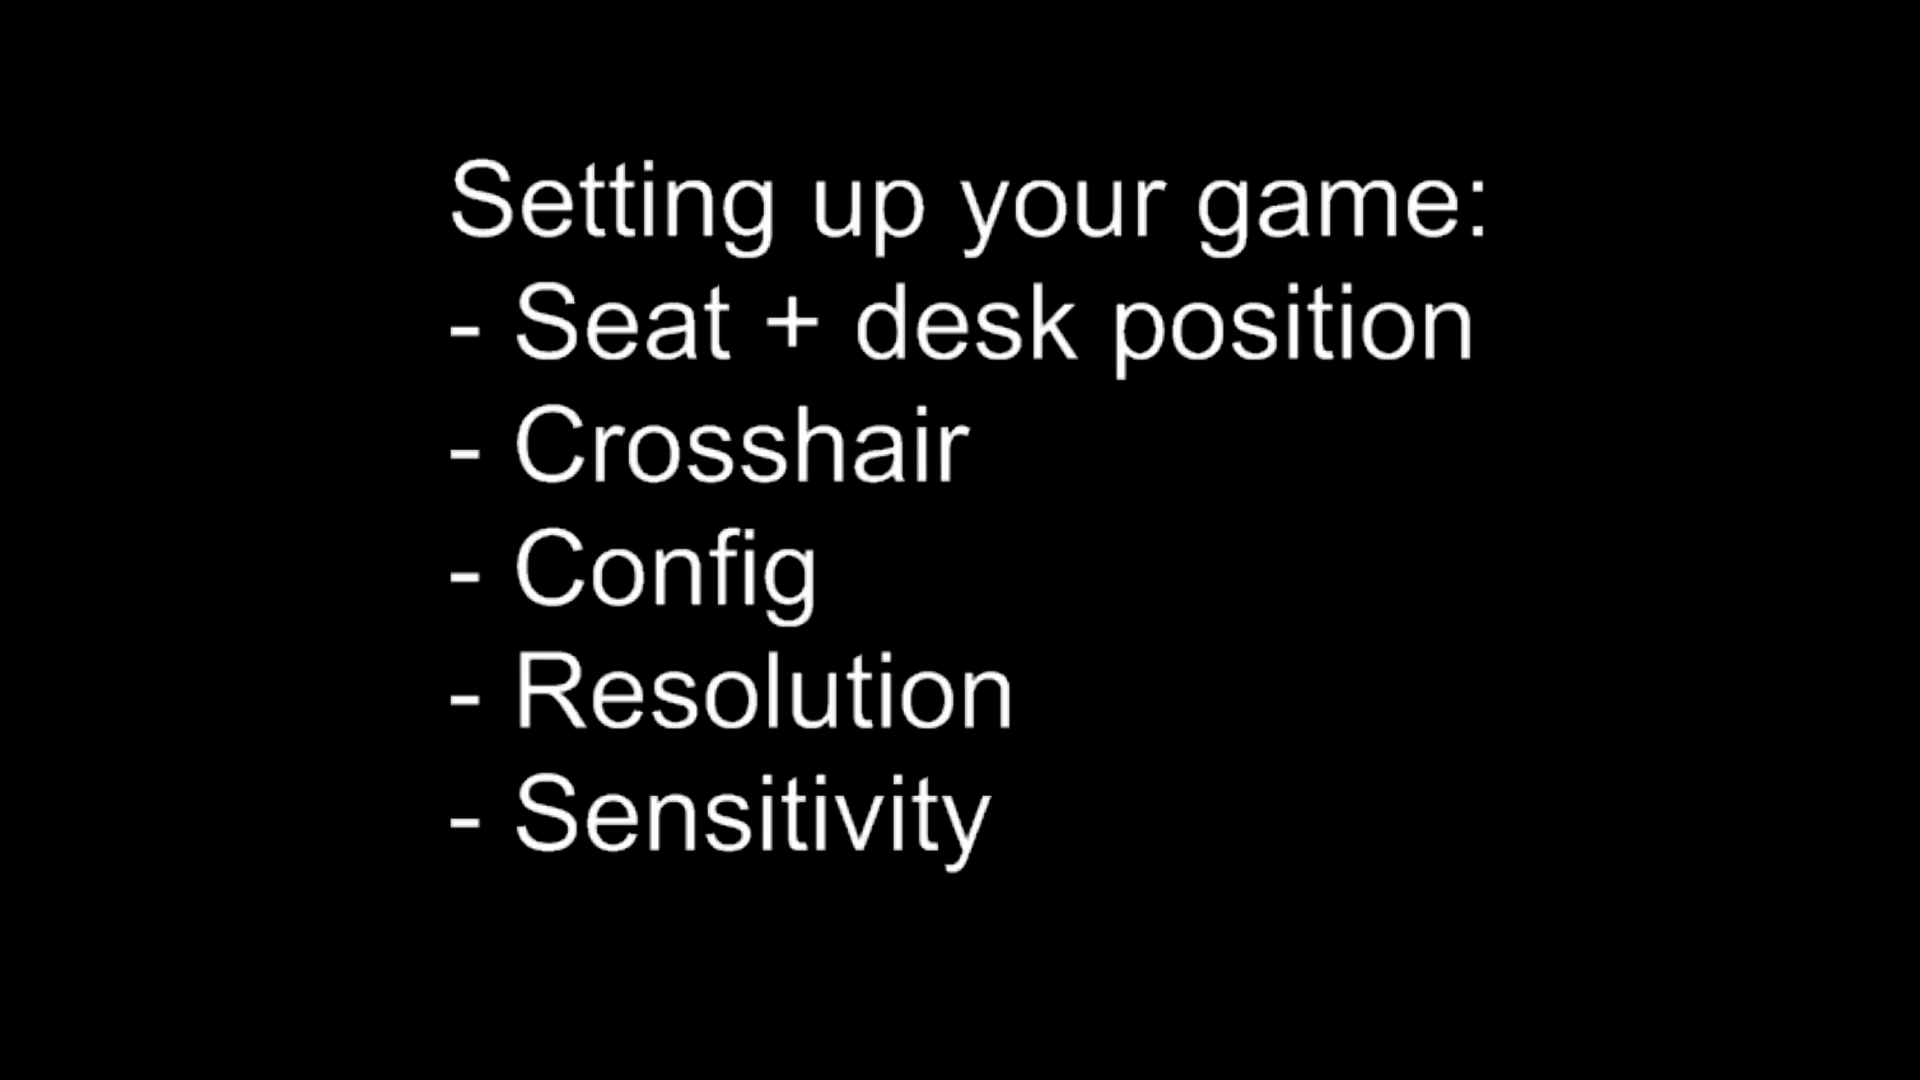 Setting up your game:
- Seat + desk position
- Crosshair
- Config
- Resolution
- Sensitivity